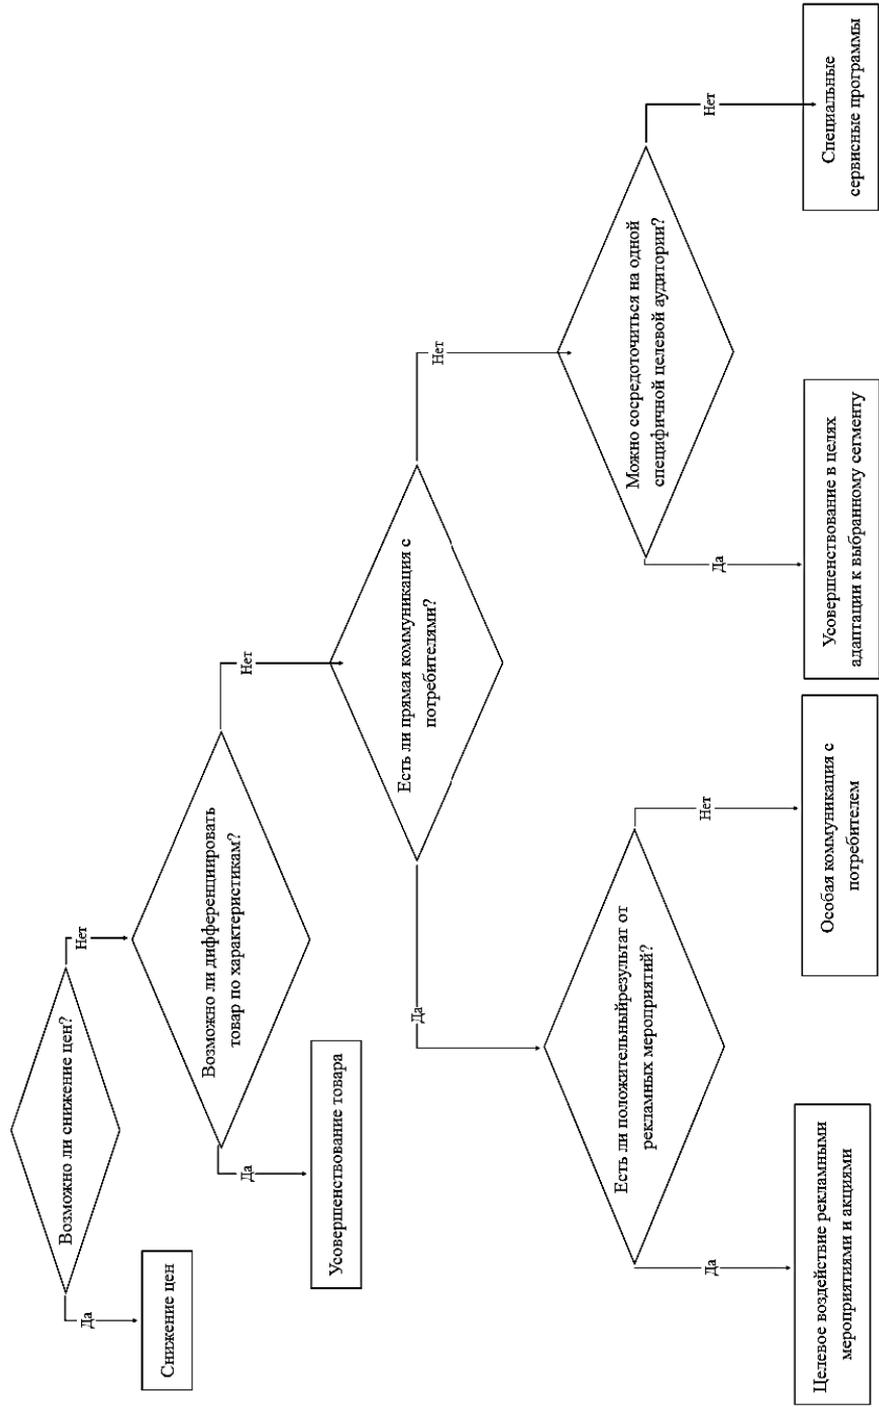 Возможно ли снижение цен?
Да
Нет
Снижение цен
Возможно ли дифференциировать
товар по характеристикам?
Да
Нет
Усовершенствование товара
Есть ли прямая коммуникация с
потребителями?
Да
Нет
Есть ли положительныйрезультат от
рекламных мероприятий?
Да
Нет
Можно сосредоточиться на одной
специфичной целевой аудитории?
Да
Нет
Целевое воздействие рекламными
мероприятиями и акциями
Особая коммуникация с
потребителем
Усовершенствование в целях
адаптации к выбранному сегменту
Специальные
сервисные программы